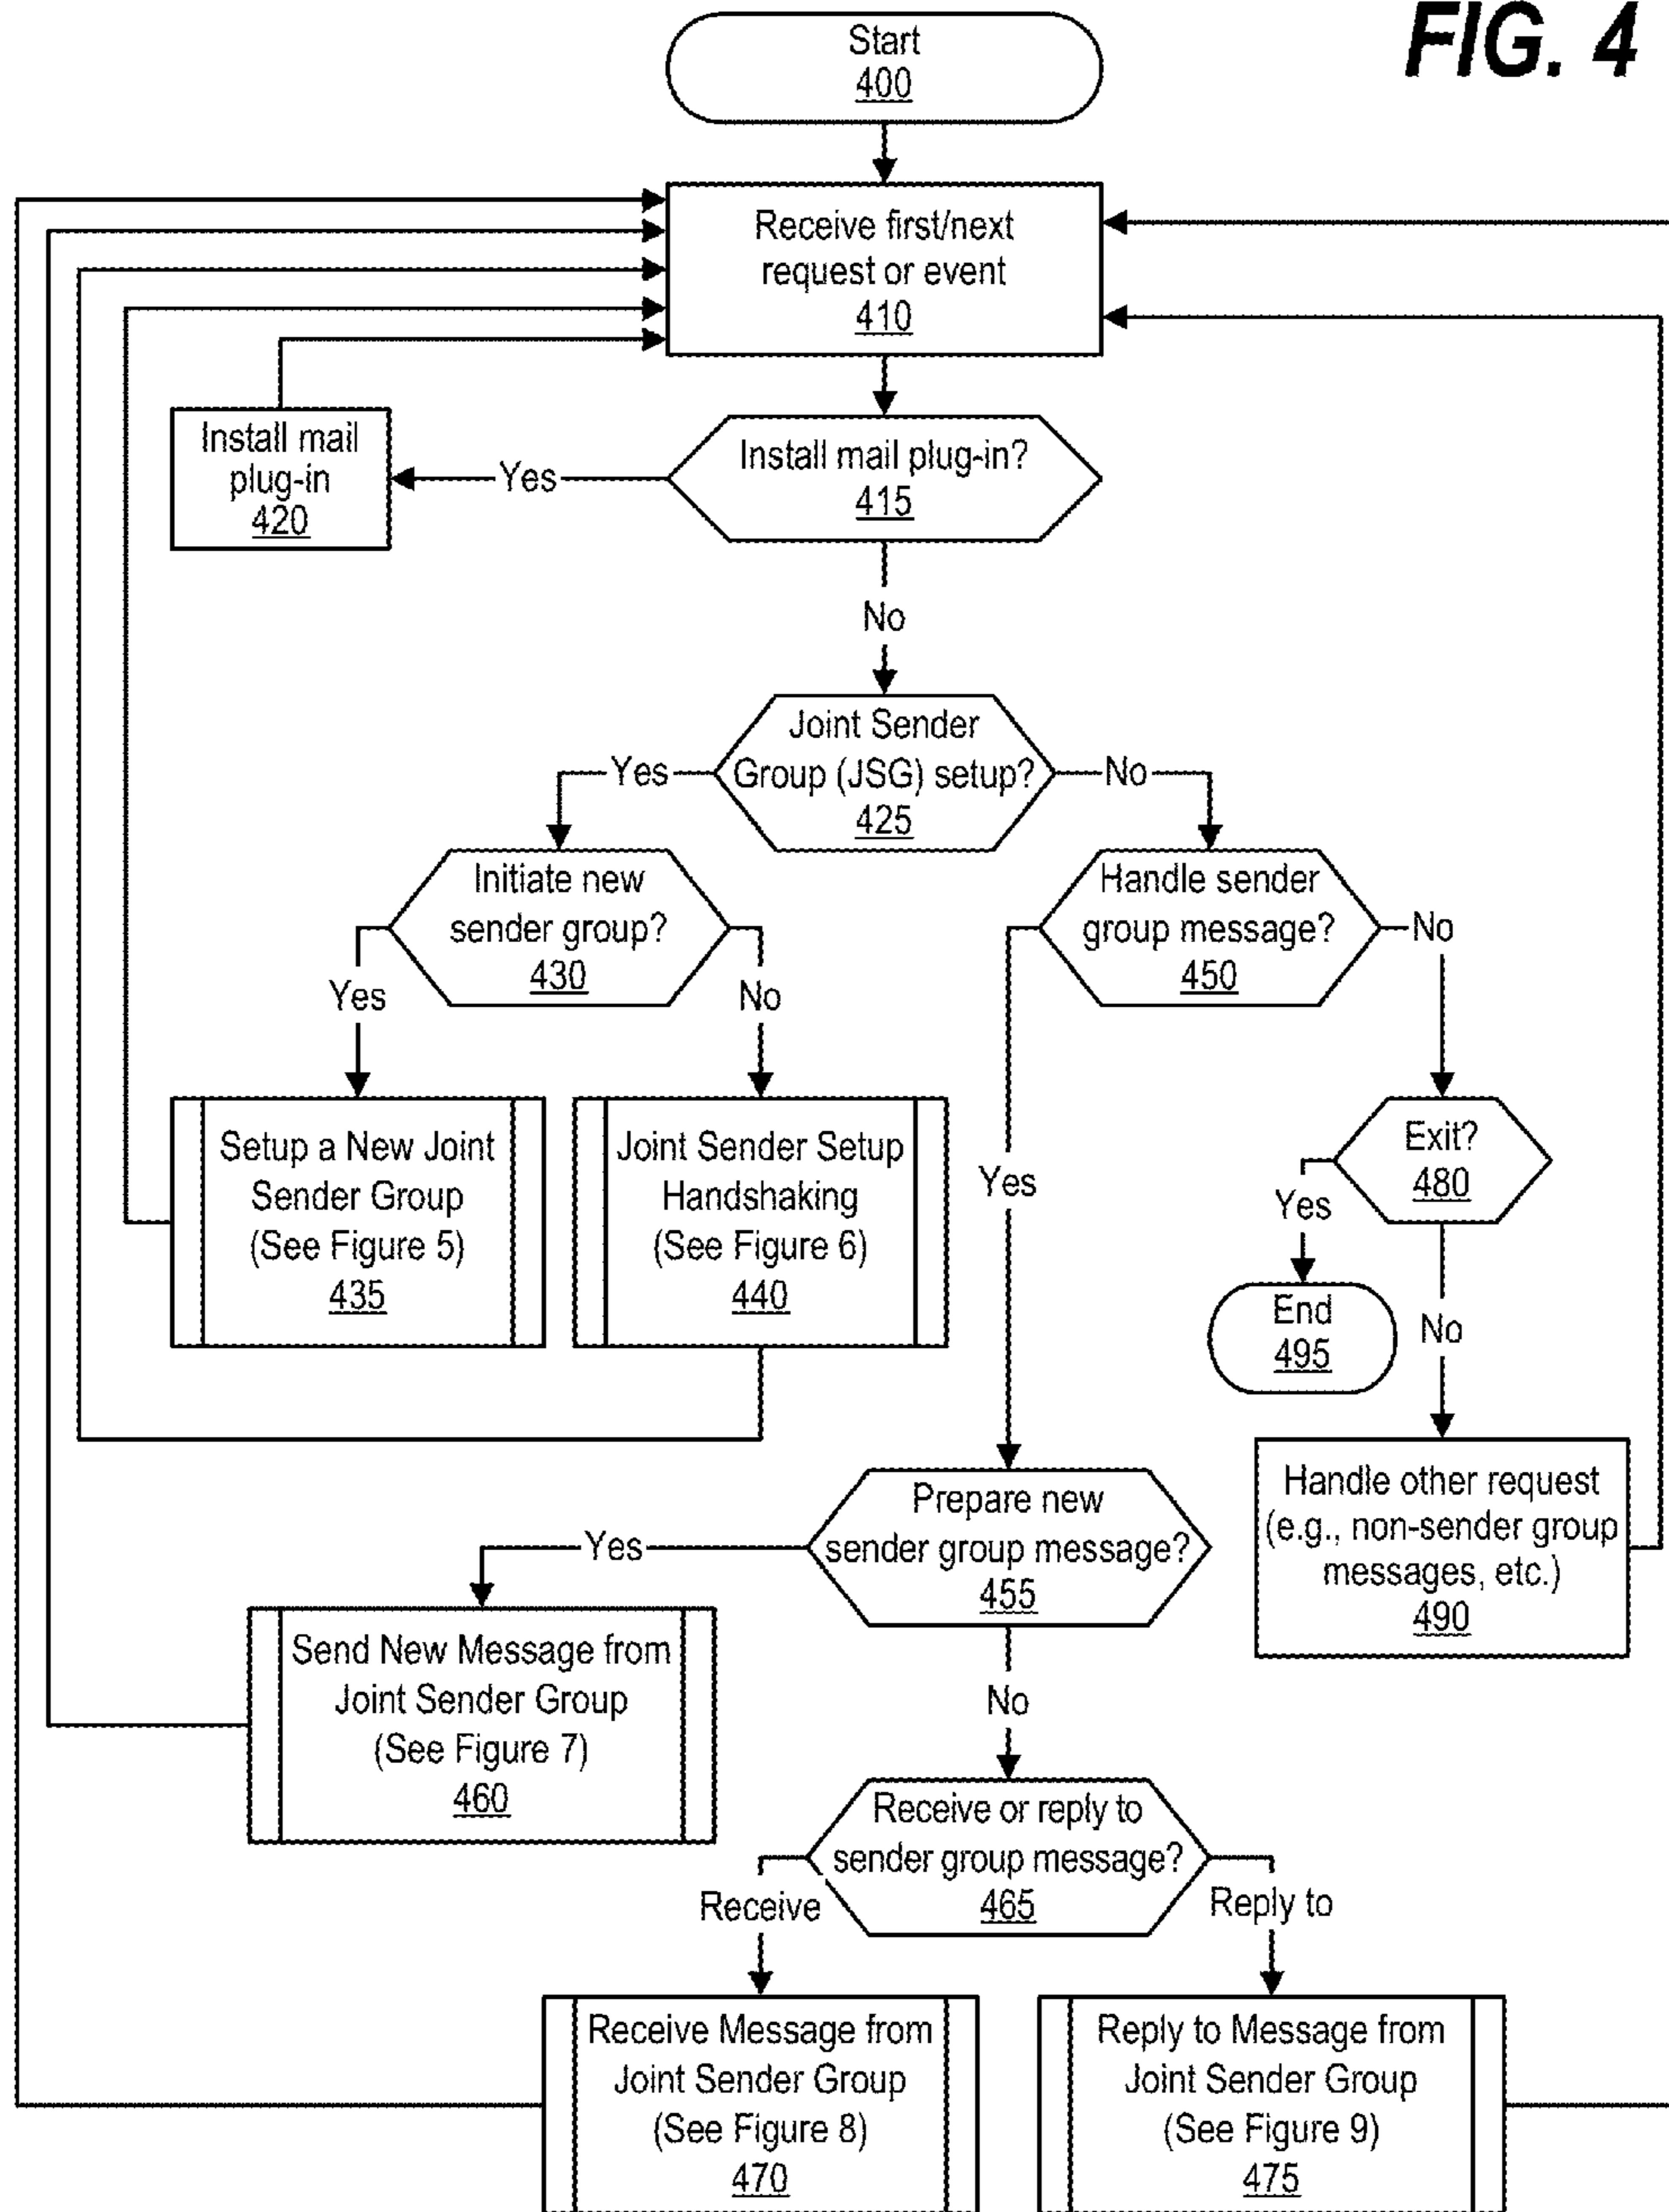 FIG. 4
Start
400
Receive first/next
request or event
410
Install mail
plug-in
420
Yes
Install mail plug-in?
415
No
Joint Sender
Group (JSG) setup?
425
Yes
No
Initiate new
sender group?
430
Yes
No
Handle sender
group message?
450
No
Yes
Setup a New Joint
Sender Group
(See Figure 5)
435
Joint Sender Setup
Handshaking
(See Figure 6)
440
Exit?
480
Yes
No
End
495
Handle other request
(e.g., non-sender group
messages, etc.)
490
Prepare new
sender group message?
455
Yes
No
Send New Message from
Joint Sender Group
(See Figure 7)
460
Receive or reply to
sender group message?
465
Receive
Reply to
Receive Message from
Joint Sender Group
(See Figure 8)
470
Reply to Message from
Joint Sender Group
(See Figure 9)
475